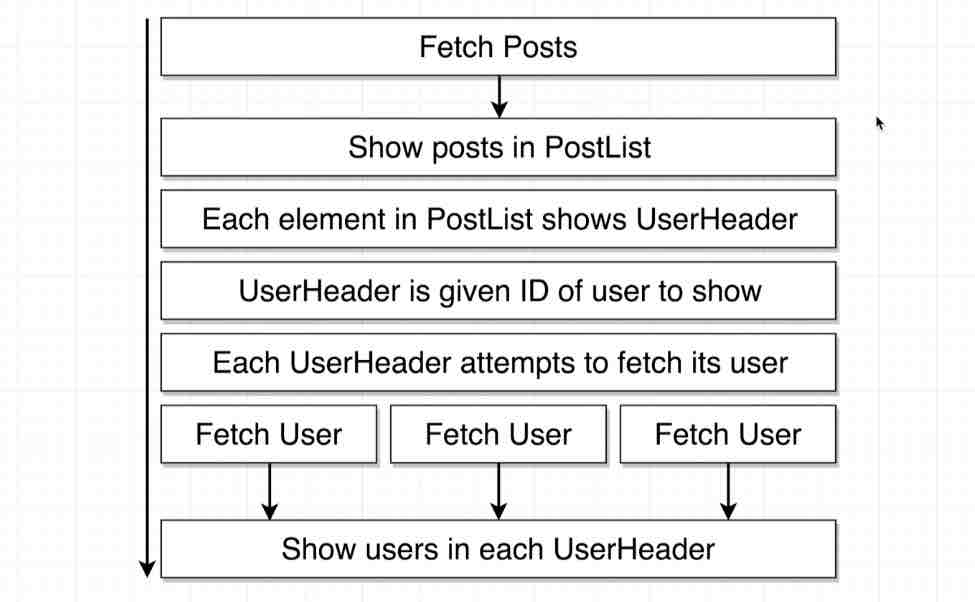 Fetch Posts
Show posts in PostList
Each element in PostList shows UserHeader
UserHeader is given ID of user to show
Each UserHeader attempts to fetch its user
Fetch User
Fetch User
Fetch User
Show users in each UserHeader